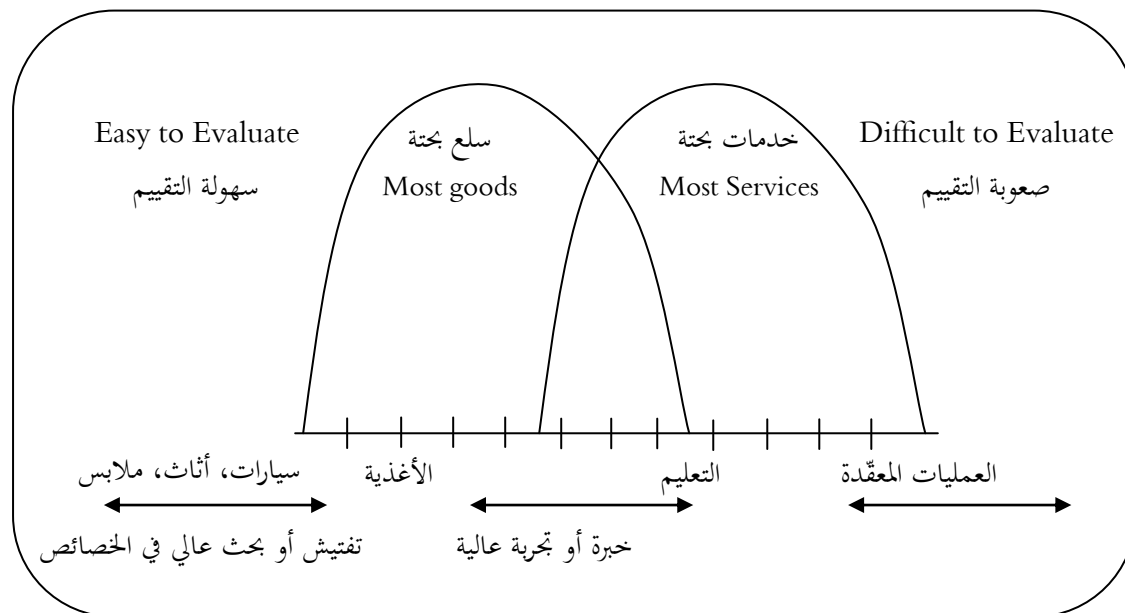 Easy to Evaluate
سهولة التقييم
سلع بحتة
Most goods
خدمات بحتة
Most Services
Difficult to Evaluate
صعوبة التقييم
سيارات، أثاث، ملابس
الأغذية
التعليم
العمليات المعقّدة
تفتيش أو بحث عالي في الخصائص
خبرة أو تجربة عالية